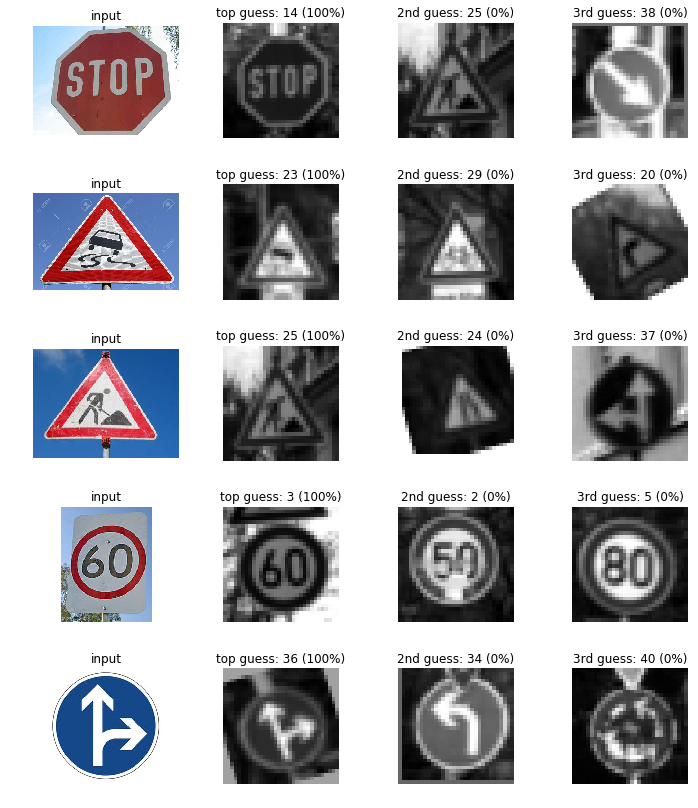 input
top guess: 14 (100%)
2nd guess: 25 (0%)
3rd guess: 38 (0%)
STOP
STOP
input
top guess: 23 (100%)
2nd guess: 29 (0%)
3rd guess: 20 (0%)
input
top guess: 25 (100%)
2nd guess: 24 (0%)
3rd guess: 37 (0%)
input
top guess: 3 (100%)
2nd guess: 2 (0%)
3rd guess: 5 (0%)
60
60
50
80
input
top guess: 36 (100%)
2nd guess: 34 (0%)
3rd guess: 40 (0%)